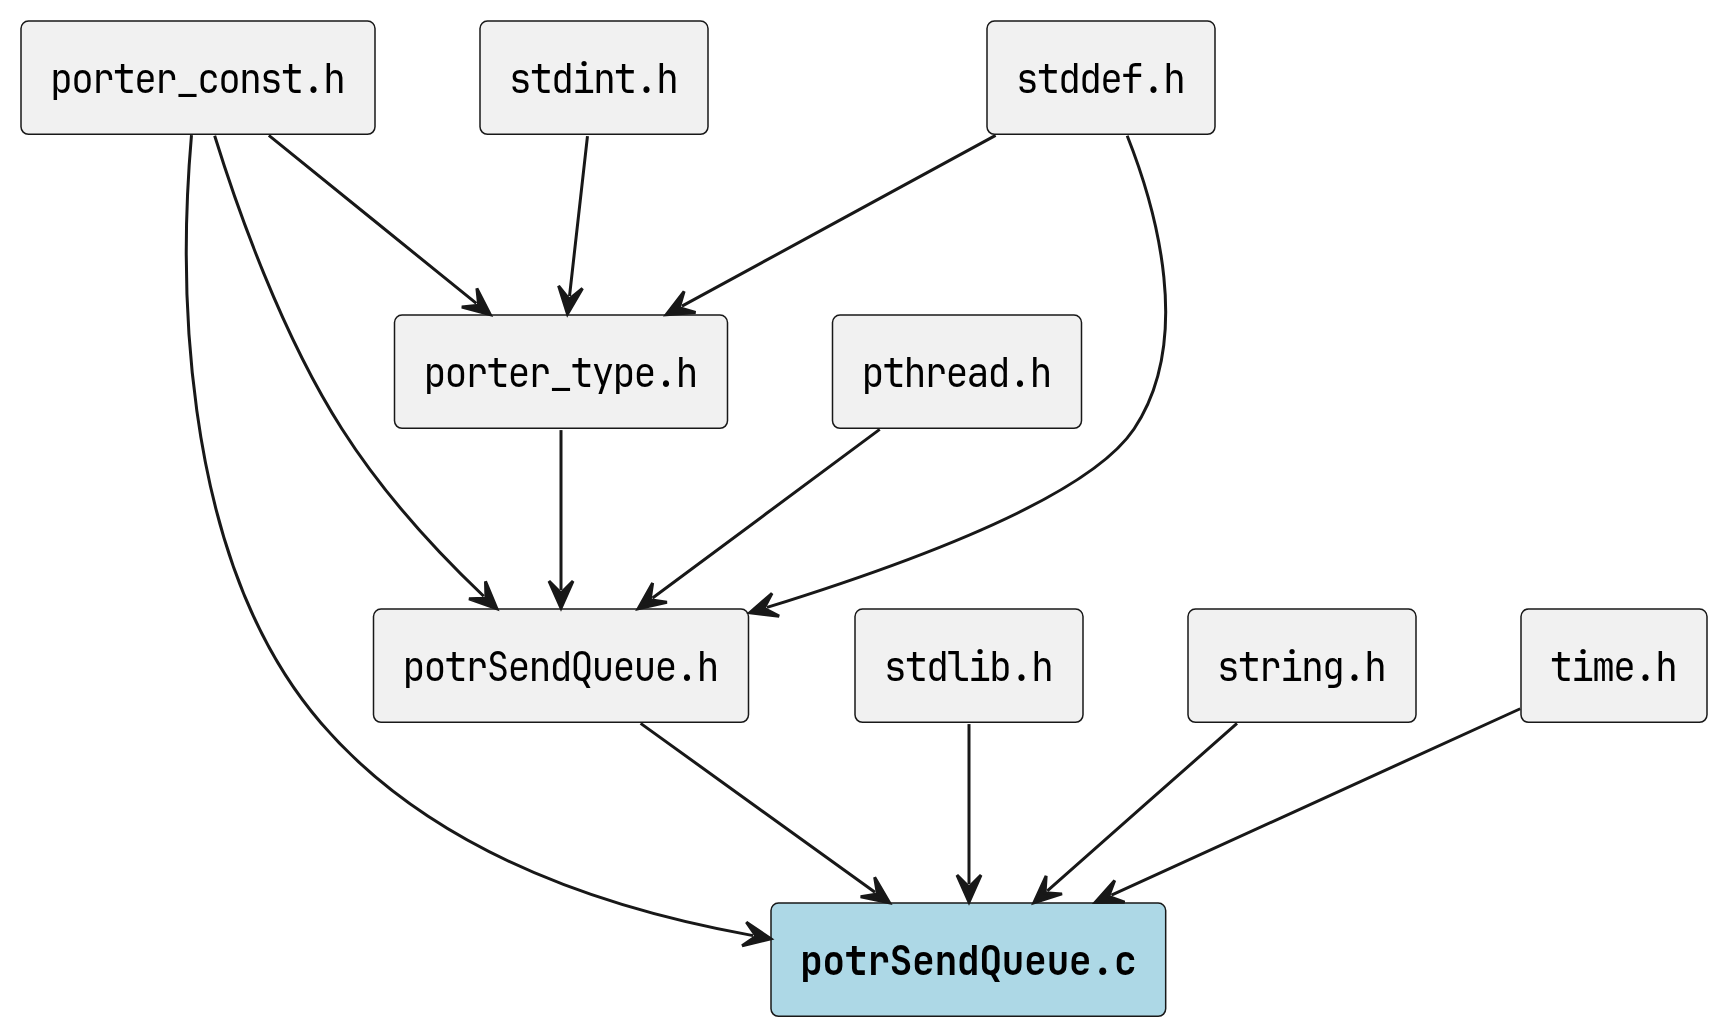 porter_const.h
stdint.h
stddef.h
porter_type.h
pthread.h
potrSendQueue.h
stdlib.h
string.h
time.h
potrSendQueue.c